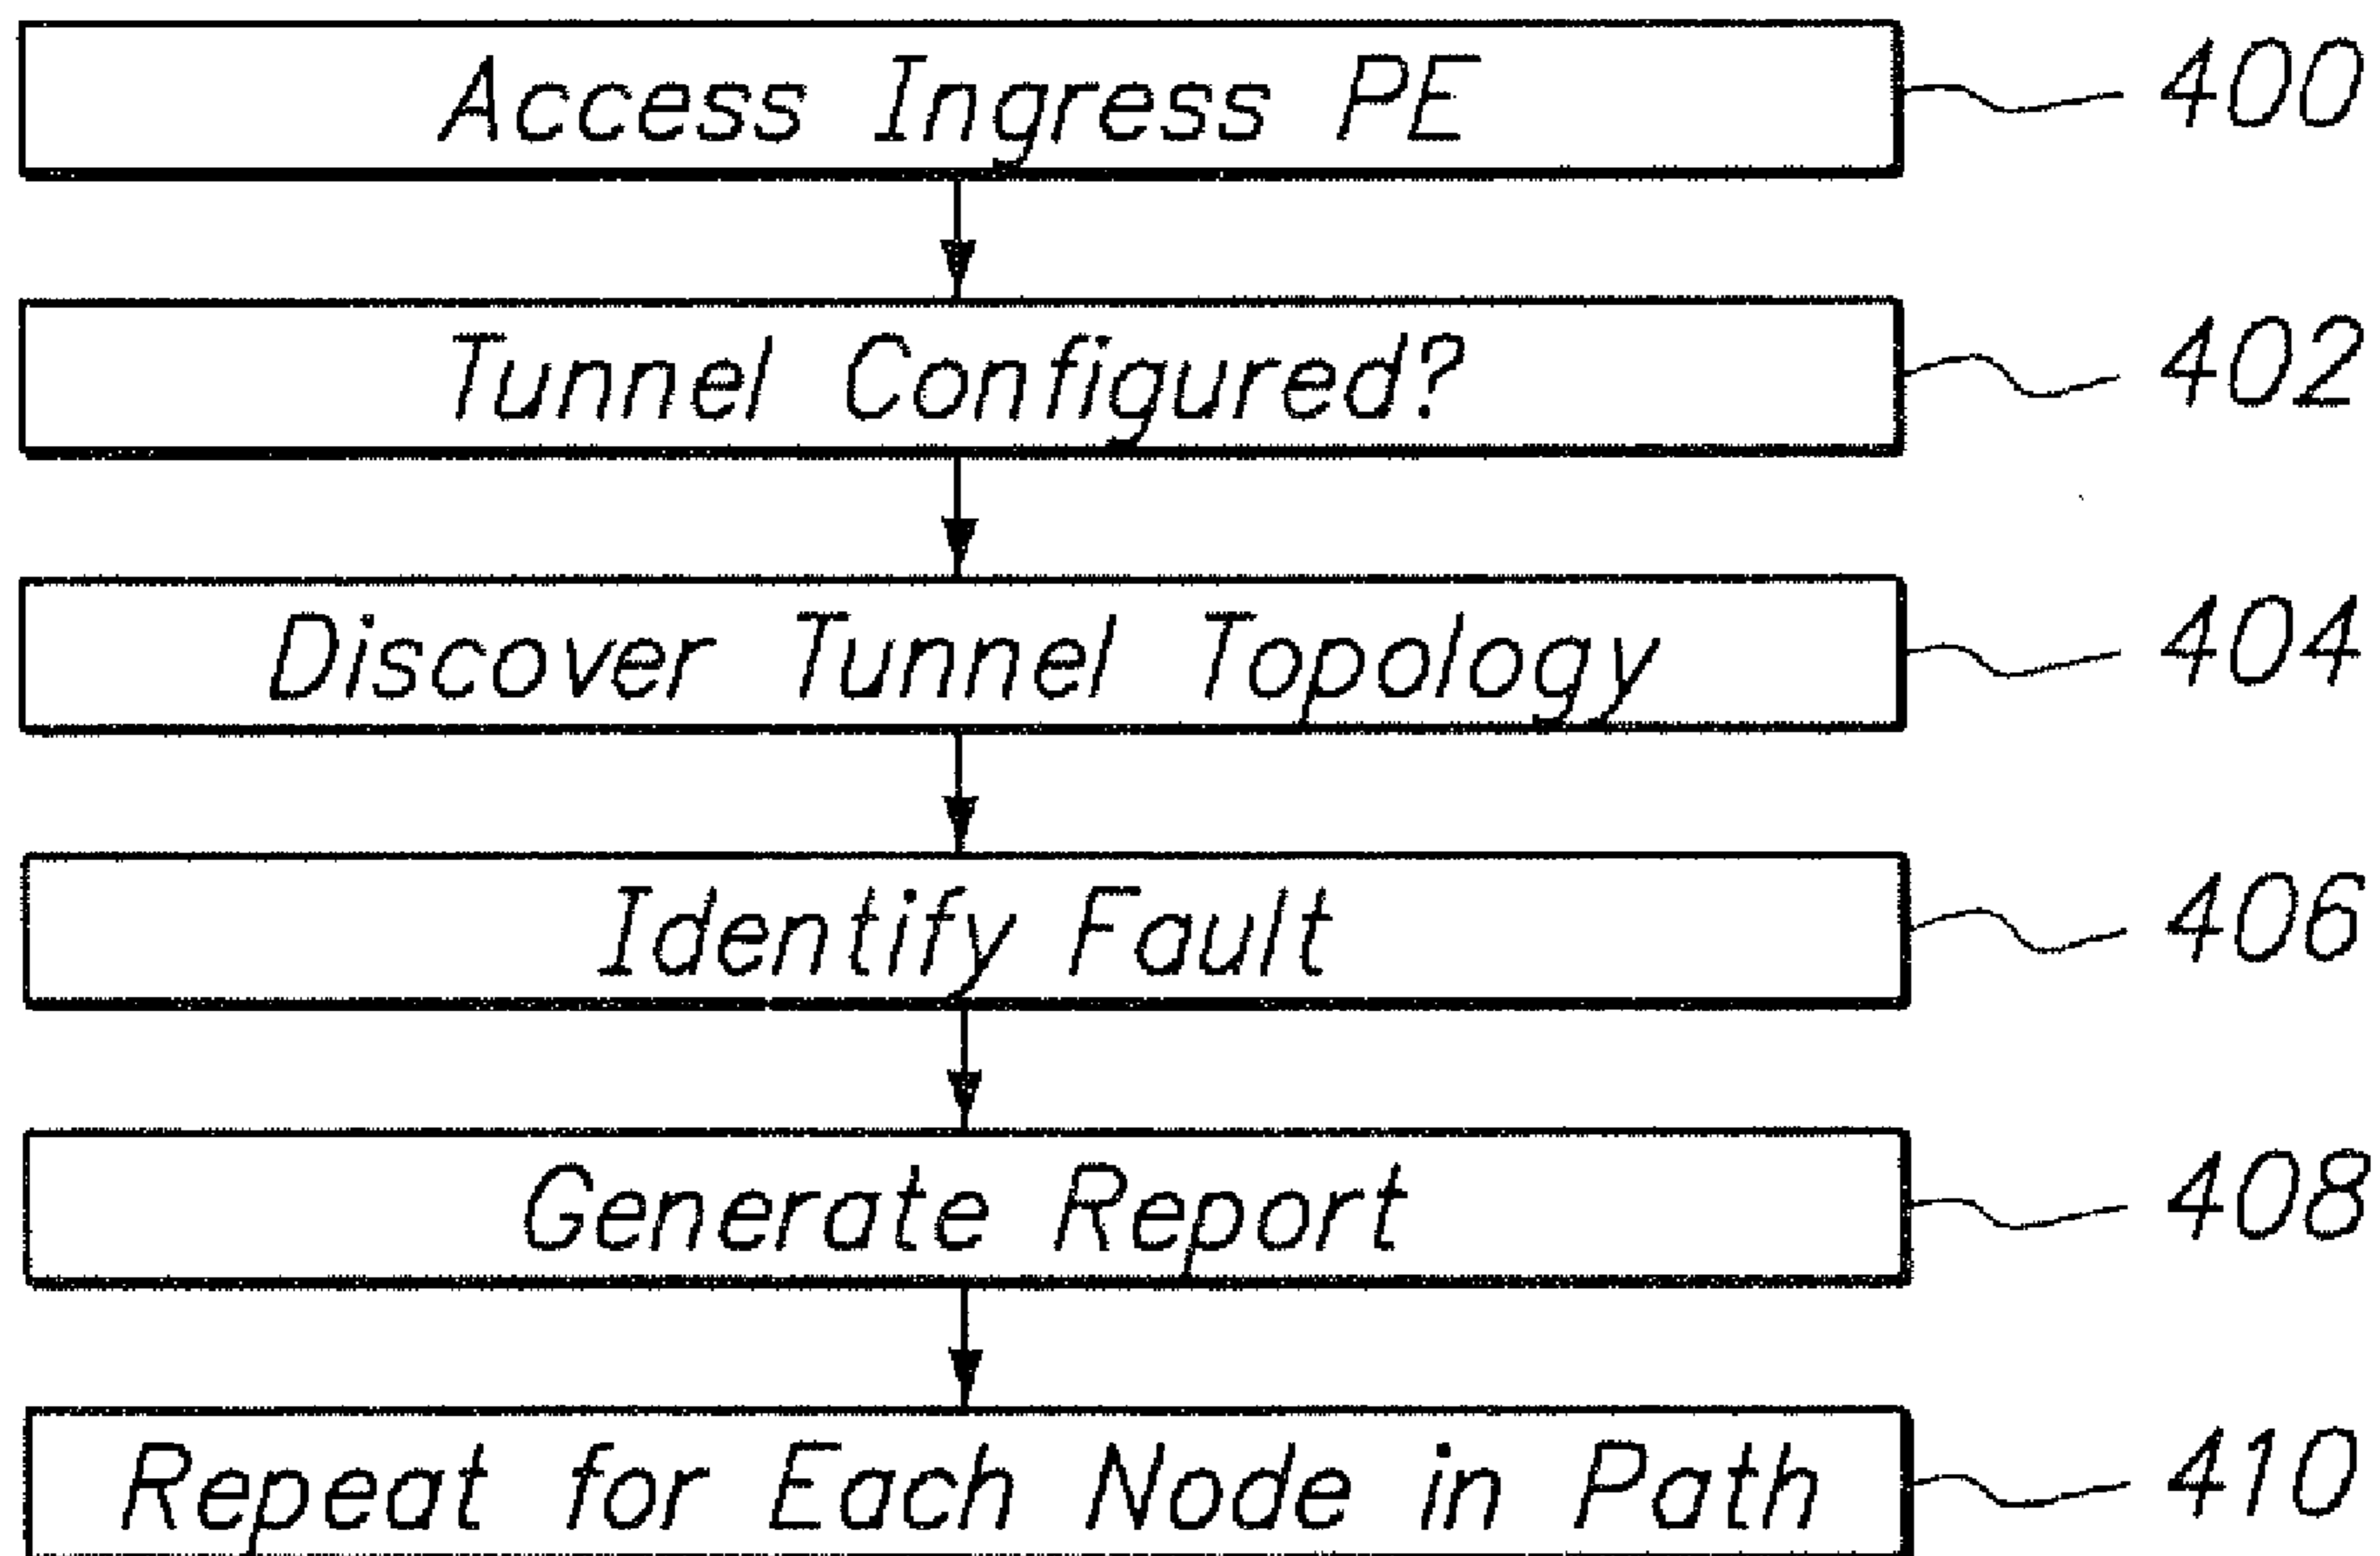 Access Ingress PE 400
Tunnel Configured? 402
Discover Tunnel Topology 404
Identify Fault 406
Generate Report 408
Repeat for Each Node in Path 410